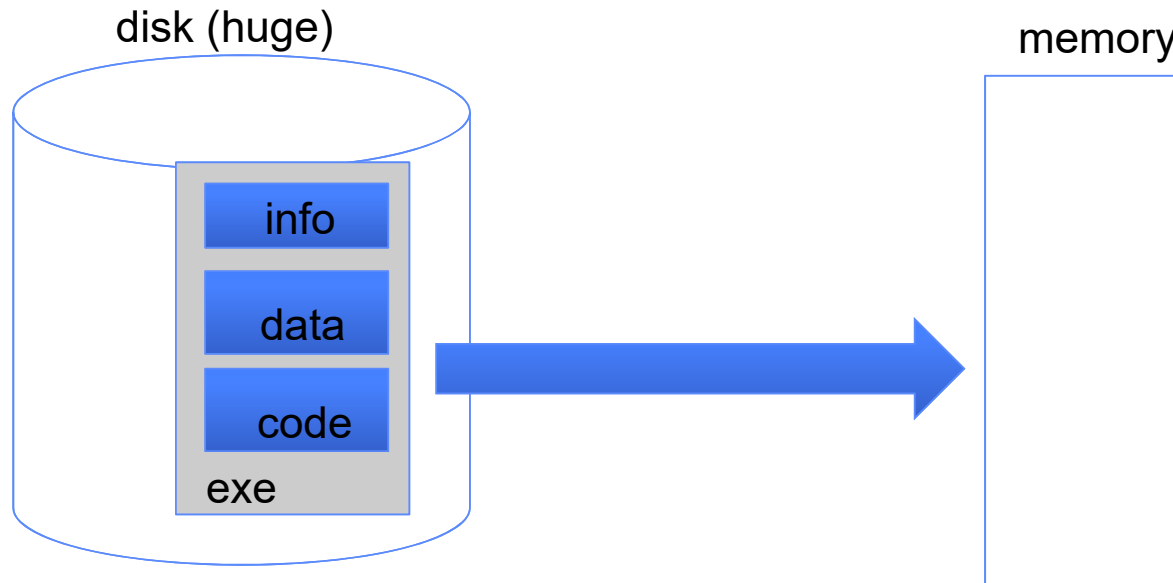 disk (huge)
memory
info
data
code
exe